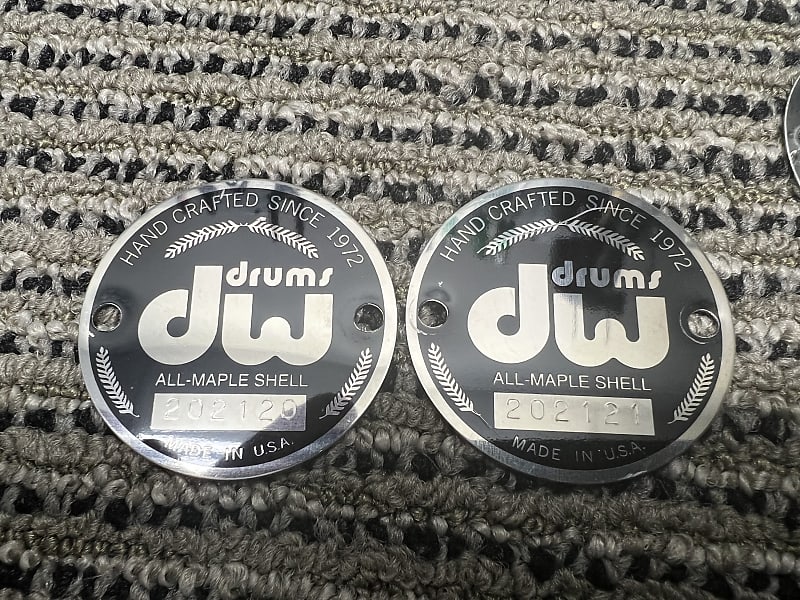 HAND CRAFTED SINCE 1972
drums
dw
ALL-MAPLE SHELL
202120
MADE IN U.S.A.
HAND CRAFTED SINCE 1972
drums
dw
ALL-MAPLE SHELL
202121
MADE IN U.S.A.